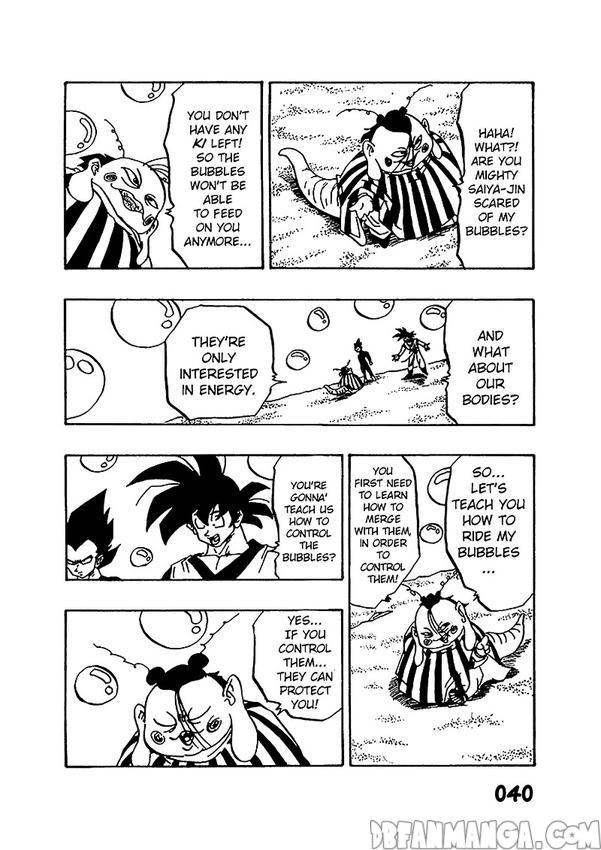 HAHA!
WHAT?!
ARE YOU
MIGHTY
SAIYA-JIN
SCARED
OF MY
BUBBLES?
YOU DON'T
HAVE ANY
KI LEFT!
SO THE
BUBBLES
WON'T BE
ABLE
TO FEED
ON YOU
ANYMORE...
AND
WHAT
ABOUT
OUR
BODIES?
THEY'RE
ONLY
INTERESTED
IN ENERGY.
SO...
LET'S
TEACH YOU
HOW TO
RIDE MY
BUBBLES
...
YOU
FIRST NEED
TO LEARN
HOW TO
MERGE
WITH THEM,
IN ORDER
TO
CONTROL
THEM!
YOU'RE
GONNA'
TEACH US
HOW TO
CONTROL
THE
BUBBLES?
YES...
IF YOU
CONTROL
THEM...
THEY CAN
PROTECT
YOU!
040
DBFANMANGA.COM